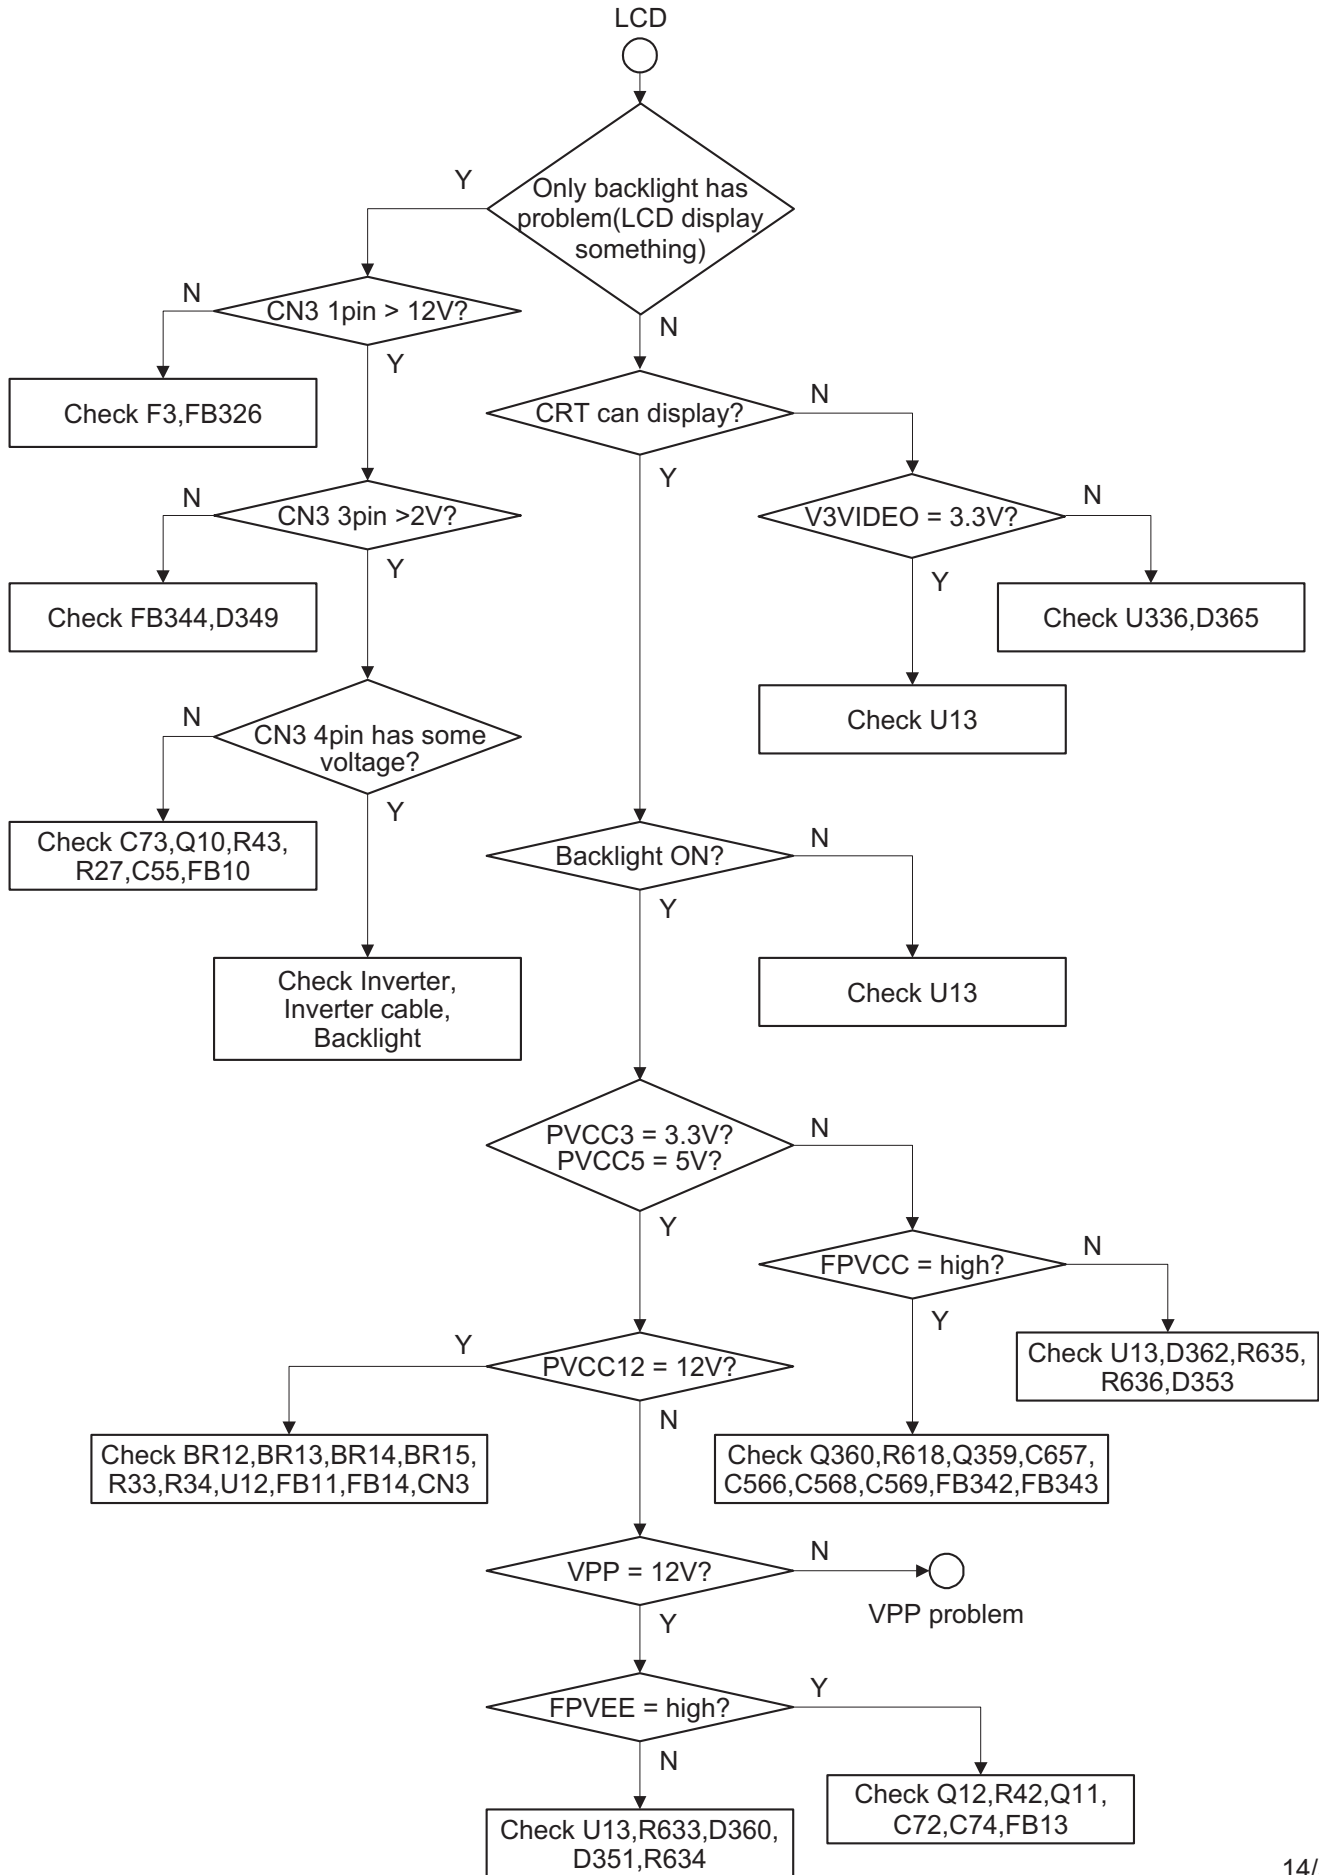 LCD
Y
Only backlight has
problem(LCD display
something)
N
CN3 1pin > 12V?
N
Y
Check F3,FB326
CRT can display?
N
Y
N
CN3 3pin >2V?
Y
V3VIDEO = 3.3V?
N
Y
Check FB344,D349
Check U336,D365
N
CN3 4pin has some
voltage?
Y
Check U13
Check C73,Q10,R43,
R27,C55,FB10
Backlight ON?
N
Y
Check Inverter,
Inverter cable,
Backlight
Check U13
PVCC3 = 3.3V?
PVCC5 = 5V?
N
Y
FPVCC = high?
N
Y
Y
PVCC12 = 12V?
N
Check U13,D362,R635,
R636,D353
Check BR12,BR13,BR14,BR15,
R33,R34,U12,FB11,FB14,CN3
Check Q360,R618,Q359,C657,
C566,C568,C569,FB342,FB343
VPP = 12V?
N
Y
VPP problem
FPVEE = high?
Y
N
Check Q12,R42,Q11,
C72,C74,FB13
Check U13,R633,D360,
D351,R634
14/